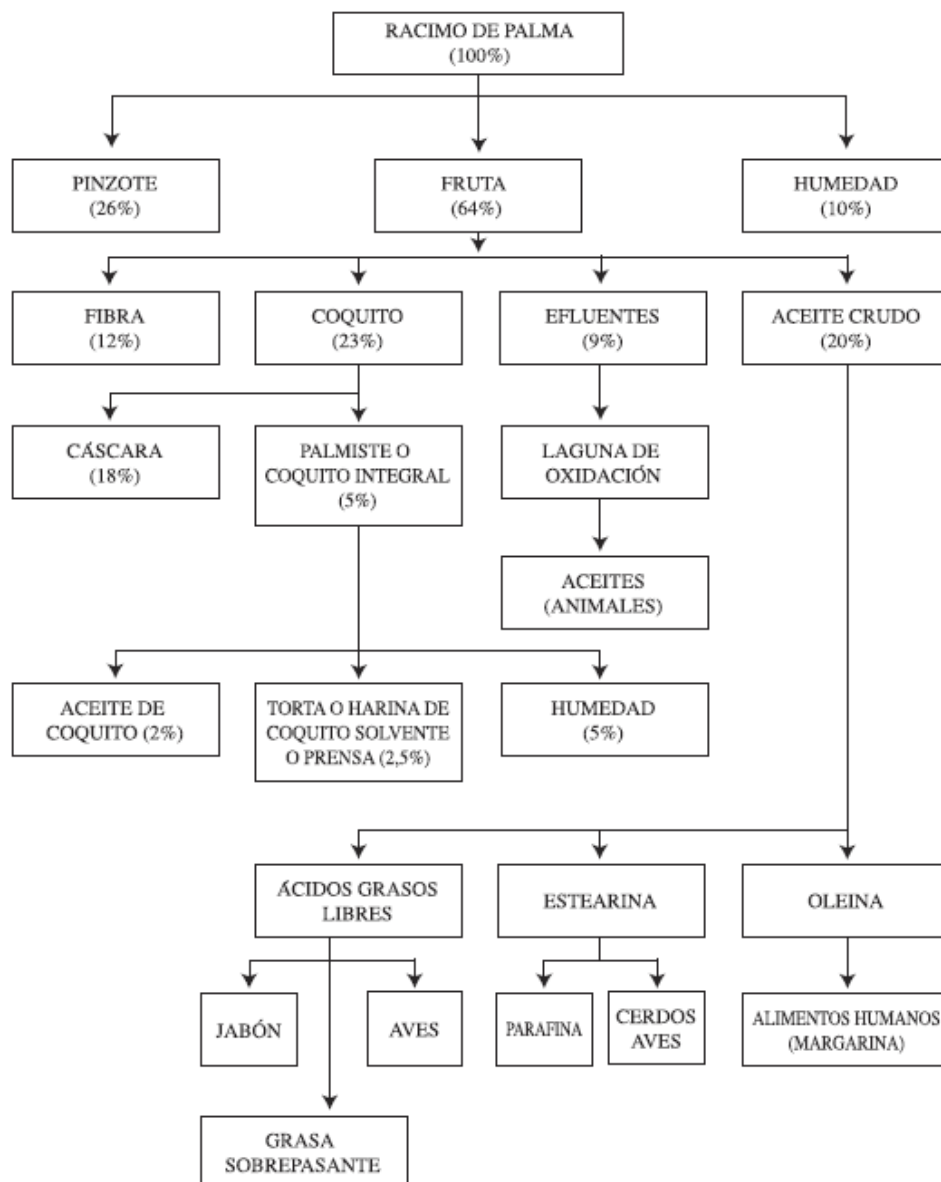 RACIMO DE PALMA
(100%)
PINZOTE
(26%)
FRUTA
(64%)
HUMEDAD
(10%)
FIBRA
(12%)
COQUITO
(23%)
EFLUENTES
(9%)
ACEITE CRUDO
(20%)
CÁSCARA
(18%)
PALMISTE O
COQUITO INTEGRAL
(5%)
LAGUNA DE
OXIDACIÓN
ACEITES
(ANIMALES)
ACEITE DE
COQUITO (2%)
TORTA O HARINA DE
COQUITO SOLVENTE
O PRENSA (2,5%)
HUMEDAD
(5%)
ÁCIDOS GRASOS
LIBRES
ESTEARINA
OLEINA
JABÓN
AVES
PARAFINA
CERDOS
AVES
ALIMENTOS HUMANOS
(MARGARINA)
GRASA
SOBREPASANTE